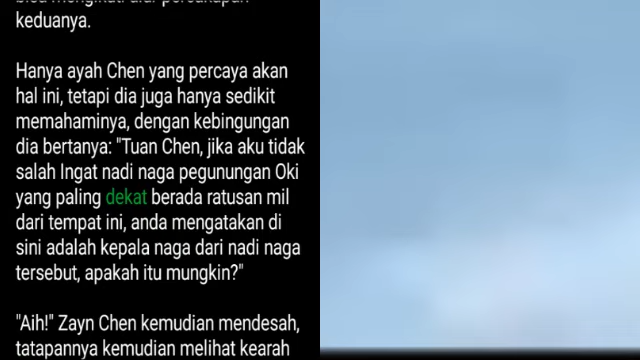 keduanya.
Hanya ayah Chen yang percaya akan
hal ini, tetapi dia juga hanya sedikit
memahaminya, dengan kebingungan
dia bertanya: "Tuan Chen, jika aku tidak
salah Ingat nadi naga pegunungan Oki
yang paling dekat berada ratusan mil
dari tempat ini, anda mengatakan di
sini adalah kepala naga dari nadi naga
tersebut, apakah itu mungkin?"
"Aih!" Zayn Chen kemudian mendesah,
tatapannya kemudian melihat kearah